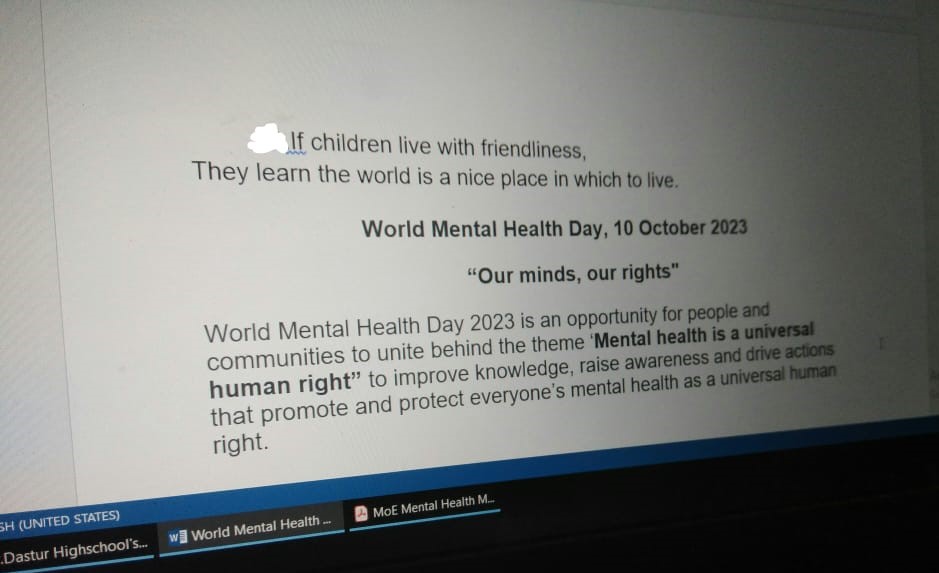 If children live with friendliness,
They learn the world is a nice place in which to live.
World Mental Health Day, 10 October 2023
“Our minds, our rights"
World Mental Health Day 2023 is an opportunity for people and
communities to unite behind the theme ‘Mental health is a universal
human right” to improve knowledge, raise awareness and drive actions
that promote and protect everyone’s mental health as a universal human
right.
SH (UNITED STATES)
.Dastur Highschool's...
World Mental Health ...
MoE Mental Health M...